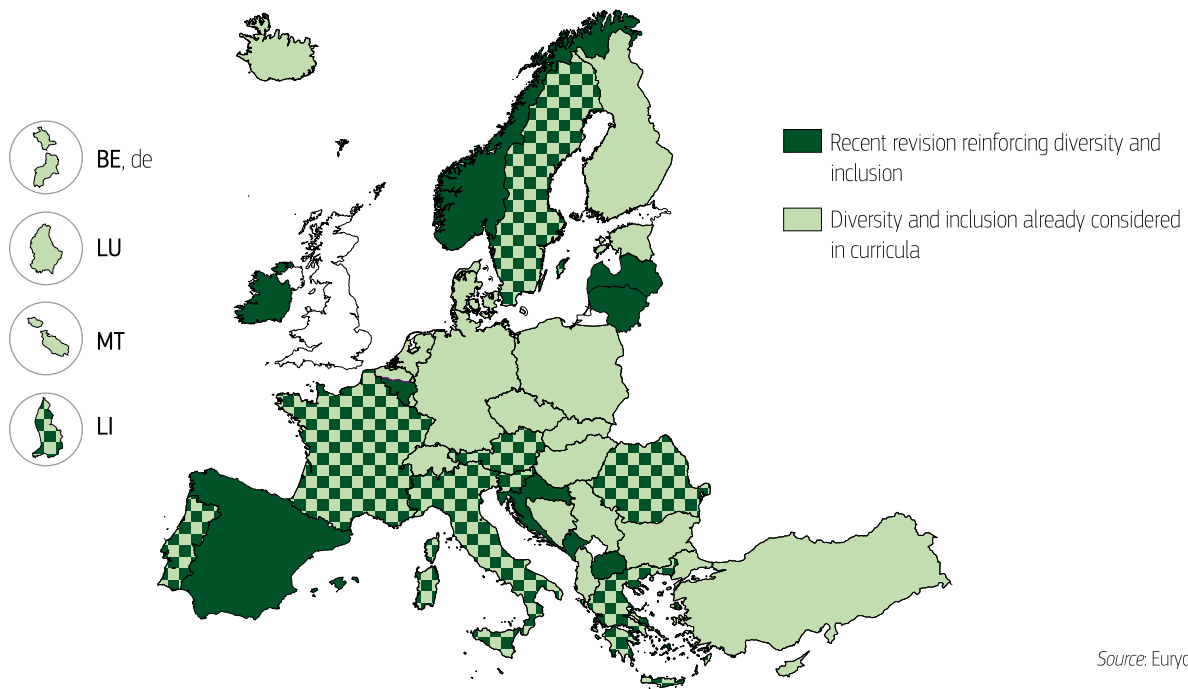 BE, de
LU
MT
LI
Recent revision reinforcing diversity and
inclusion
Diversity and inclusion already considered
in curricula
Source: Euryd